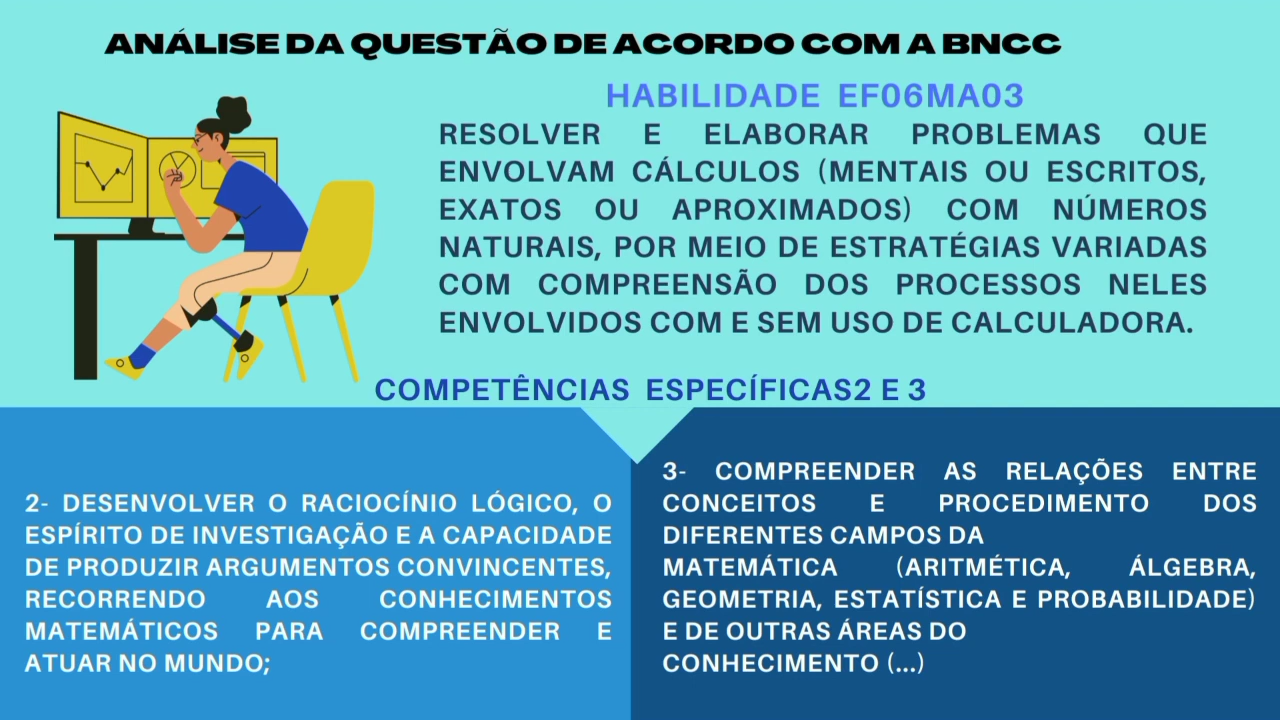 ANÁLISE DA QUESTÃO DE ACORDO COM A BNCC
HABILIDADE EF06MA03
RESOLVER E ELABORAR PROBLEMAS QUE
ENVOLVAM CÁLCULOS (MENTAIS OU ESCRITOS,
EXATOS OU APROXIMADOS) COM NÚMEROS
NATURAIS, POR MEIO DE ESTRATÉGIAS VARIADAS
COM COMPREENSÃO DOS PROCESSOS NELES
ENVOLVIDOS COM E SEM USO DE CALCULADORA.
COMPETÊNCIAS ESPECÍFICAS2 E 3
2- DESENVOLVER O RACIOCÍNIO LÓGICO, O
ESPÍRITO DE INVESTIGAÇÃO E A CAPACIDADE
DE PRODUZIR ARGUMENTOS CONVINCENTES,
RECORRENDO AOS CONHECIMENTOS
MATEMÁTICOS PARA COMPREENDER E
ATUAR NO MUNDO;
3- COMPREENDER AS RELAÇÕES ENTRE
CONCEITOS E PROCEDIMENTO DOS
DIFERENTES CAMPOS DA
MATEMÁTICA (ARITMÉTICA, ÁLGEBRA,
GEOMETRIA, ESTATÍSTICA E PROBABILIDADE)
E DE OUTRAS ÁREAS DO
CONHECIMENTO (...)